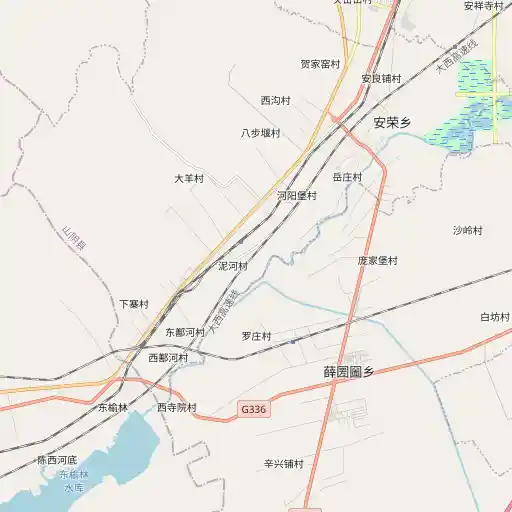 安祥寺村
大西高速线
贺家窑村
安良铺村
西沟村
安荣乡
八步堰村
大羊村
岳庄村
河阳堡村
山阴县
沙岭村
泥河村
庞家堡村
大西高速线
下寨村
白坊村
东鄯河村
罗庄村
西鄯河村
薛圐圙乡
东榆林
西寺院村
G336
陈西河底
辛兴铺村
东榆林
水库